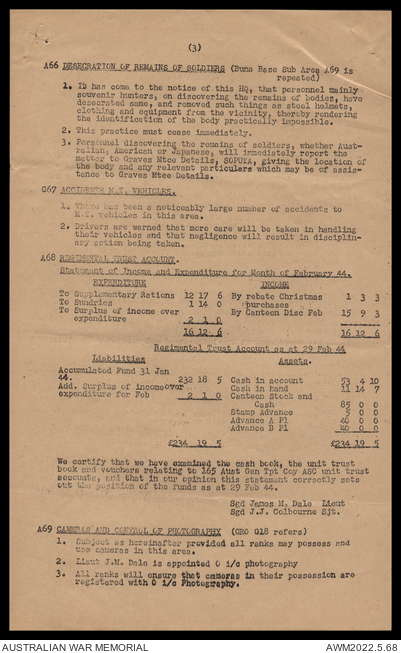 (3)
A66 DESECRATION OF REMAINS OF SOLDIERS (Buna Base Sub Area A69 is
repeated)
1. It has come to the notice of this HQ, that personnel mainly
souvenir hunters, on discovering the remains of bodies, have
desecrated same, and removed such things as steel helmets,
clothing and equipment from the vicinity, thereby rendering
the identification of the body practically impossible.
2. This practice must cease immediately.
3. Personnel discovering the remains of soldiers, whether Aust-
ralian, American or Japanese, will immediately report the
matter to Graves Mtce Details, SOPUTA, giving the location of
the body and any relevant particulars which may be of assis-
tance to Graves Mtce Details.
G67 ACCIDENTS M.T. VEHICLES.
1. There has been a noticeably large number of accidents to
M.T. vehicles in this area.
2. Drivers are warned that more care will be taken in handling
their vehicles and that negligence will result in disciplin-
ary action being taken.
A68 REGIMENTAL TRUST ACCOUNT.
Statement of Income and Expenditure for Month of February 44.
EXPENDITURE INCOME
To Supplementary Rations 12 17 6 By rebate Christmas 1 3 3
To Sundries 1 14 0 purchases
To Surplus of income over By Canteen Disc Feb 15 9 3
expenditure 2 1 0
16 12 6 16 12 6
Regimental Trust Account as at 29 Feb 44
Liabilities Assets.
Accumulated Fund 31 Jan
44. 232 18 5 Cash in account 53 4 10
Add. Surplus of income over Cash in hand 11 14 7
expenditure for Feb 2 1 0 Canteen Stock and
Cash 85 0 0
Stamp Advance 5 0 0
Advance A Pl 40 0 0
Advance B Pl 40 0 0
£234 19 5 £234 19 5
We certify that we have examined the cash book, the unit trust
book and vouchers relating to 165 Aust Gen Tpt Coy ASC unit trust
accounts, and that in our opinion this statement correctly sets
out the position of the funds as at 29 Feb 44.
Sgd James M. Dale Lieut
Sgd J.J. Colbourne Sjt.
A69 CAMERAS AND CONTROL OF PHOTOGRAPHY (GRO G18 refers)
1. Subject as hereinafter provided all ranks may possess and
use cameras in this area.
2. Lieut J.M. Dale is appointed O i/c photography
3. All ranks will ensure that cameras in their possession are
registered with O i/c Photography.
AUSTRALIAN WAR MEMORIAL AWM2022.5.68